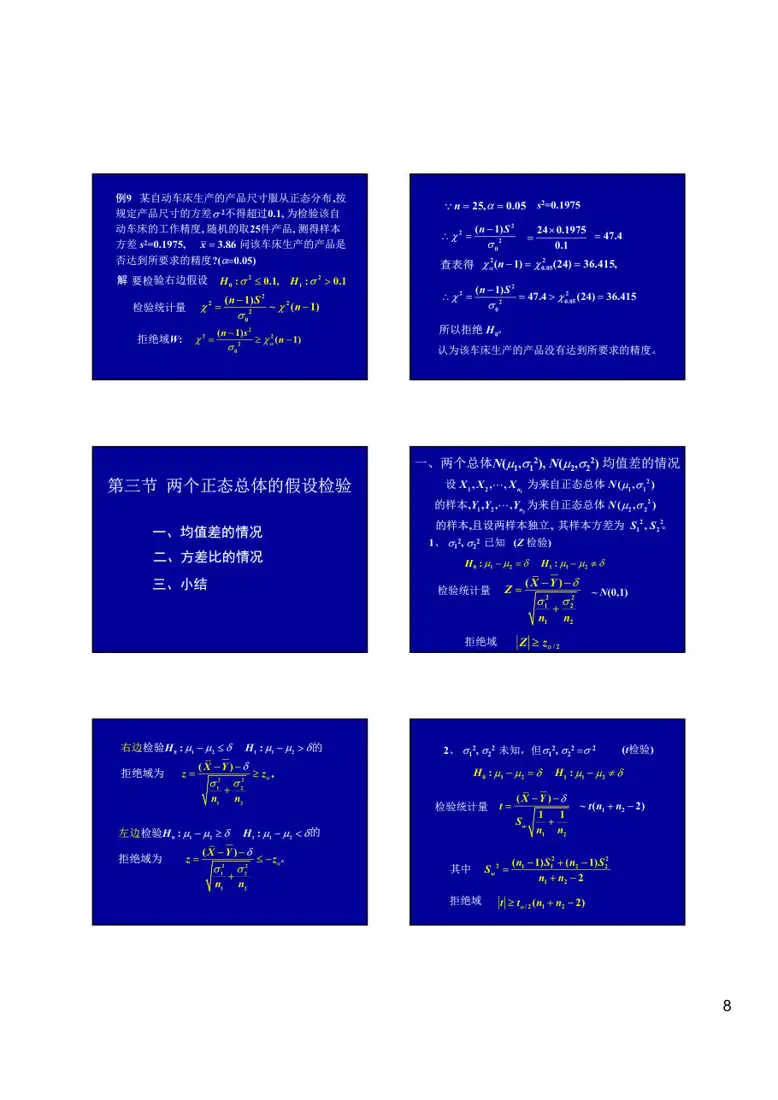 例9 某自动车床生产的产品尺寸服从正态分布,按
规定产品尺寸的方差σ²不得超过0.1, 为检验该自
动车床的工作精度, 随机的取25件产品, 测得样本
方差 s²=0.1975, x̄ = 3.86 问该车床生产的产品是
否达到所要求的精度?(α=0.05)
解 要检验右边假设 H₀ : σ² ≤ 0.1, H₁ : σ² > 0.1
检验统计量 χ² = (n−1)S² / σ₀² ~ χ²(n−1)
拒绝域W: χ² = (n−1)s² / σ₀² ≥ χ²_α(n−1)
∵ n = 25, α = 0.05 s²=0.1975
∴ χ² = (n−1)S² / σ₀² = 24×0.1975 / 0.1 = 47.4
查表得 χ²_α(n−1) = χ²_0.05(24) = 36.415,
∴ χ² = (n−1)S² / σ₀² = 47.4 > χ²_0.05(24) = 36.415
所以拒绝 H₀。
认为该车床生产的产品没有达到所要求的精度。
第三节 两个正态总体的假设检验
一、均值差的情况
二、方差比的情况
三、小结
一、两个总体N(μ₁,σ₁²), N(μ₂,σ₂²) 均值差的情况
设 X₁, X₂, ⋯, X_n₁ 为来自正态总体 N(μ₁,σ₁²)
的样本,Y₁,Y₂,⋯,Y_n₂ 为来自正态总体 N(μ₂,σ₂²)
的样本,且设两样本独立, 其样本方差为 S₁², S₂²。
1、 σ₁², σ₂² 已知 (Z 检验)
H₀ : μ₁ − μ₂ = δ H₁ : μ₁ − μ₂ ≠ δ
检验统计量 Z = ((X̄ − Ȳ) − δ) / √(σ₁²/n₁ + σ₂²/n₂) ~ N(0,1)
拒绝域 |Z| ≥ z_α/2
右边检验H₀ : μ₁ − μ₂ ≤ δ H₁ : μ₁ − μ₂ > δ的
拒绝域为 z = ((X̄ − Ȳ) − δ) / √(σ₁²/n₁ + σ₂²/n₂) ≥ z_α ,
左边检验H₀ : μ₁ − μ₂ ≥ δ H₁ : μ₁ − μ₂ < δ的
拒绝域为 z = ((X̄ − Ȳ) − δ) / √(σ₁²/n₁ + σ₂²/n₂) ≤ −z_α。
2、 σ₁², σ₂² 未知，但σ₁², σ₂² =σ² (t检验)
H₀ : μ₁ − μ₂ = δ H₁ : μ₁ − μ₂ ≠ δ
检验统计量 t = ((X̄ − Ȳ) − δ) / (S_w √(1/n₁ + 1/n₂)) ~ t(n₁ + n₂ − 2)
其中 S_w² = ((n₁ −1)S₁² + (n₂ −1)S₂²) / (n₁ + n₂ − 2)
拒绝域 |t| ≥ t_α/2(n₁ + n₂ − 2)
8